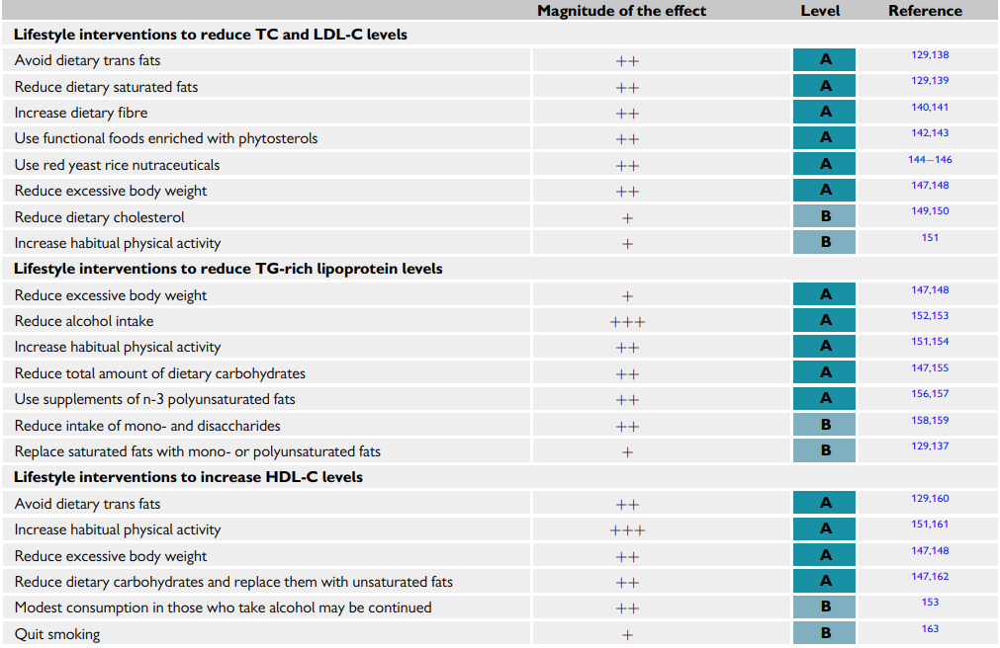 Magnitude of the effect Level Reference
Lifestyle interventions to reduce TC and LDL-C levels
Avoid dietary trans fats ++ A 129,138
Reduce dietary saturated fats ++ A 129,139
Increase dietary fibre ++ A 140,141
Use functional foods enriched with phytosterols ++ A 142,143
Use red yeast rice nutraceuticals ++ A 144–146
Reduce excessive body weight ++ A 147,148
Reduce dietary cholesterol + B 149,150
Increase habitual physical activity + B 151
Lifestyle interventions to reduce TG-rich lipoprotein levels
Reduce excessive body weight + A 147,148
Reduce alcohol intake +++ A 152,153
Increase habitual physical activity ++ A 151,154
Reduce total amount of dietary carbohydrates ++ A 147,155
Use supplements of n-3 polyunsaturated fats ++ A 156,157
Reduce intake of mono- and disaccharides ++ B 158,159
Replace saturated fats with mono- or polyunsaturated fats + B 129,137
Lifestyle interventions to increase HDL-C levels
Avoid dietary trans fats ++ A 129,160
Increase habitual physical activity +++ A 151,161
Reduce excessive body weight ++ A 147,148
Reduce dietary carbohydrates and replace them with unsaturated fats ++ A 147,162
Modest consumption in those who take alcohol may be continued ++ B 153
Quit smoking + B 163